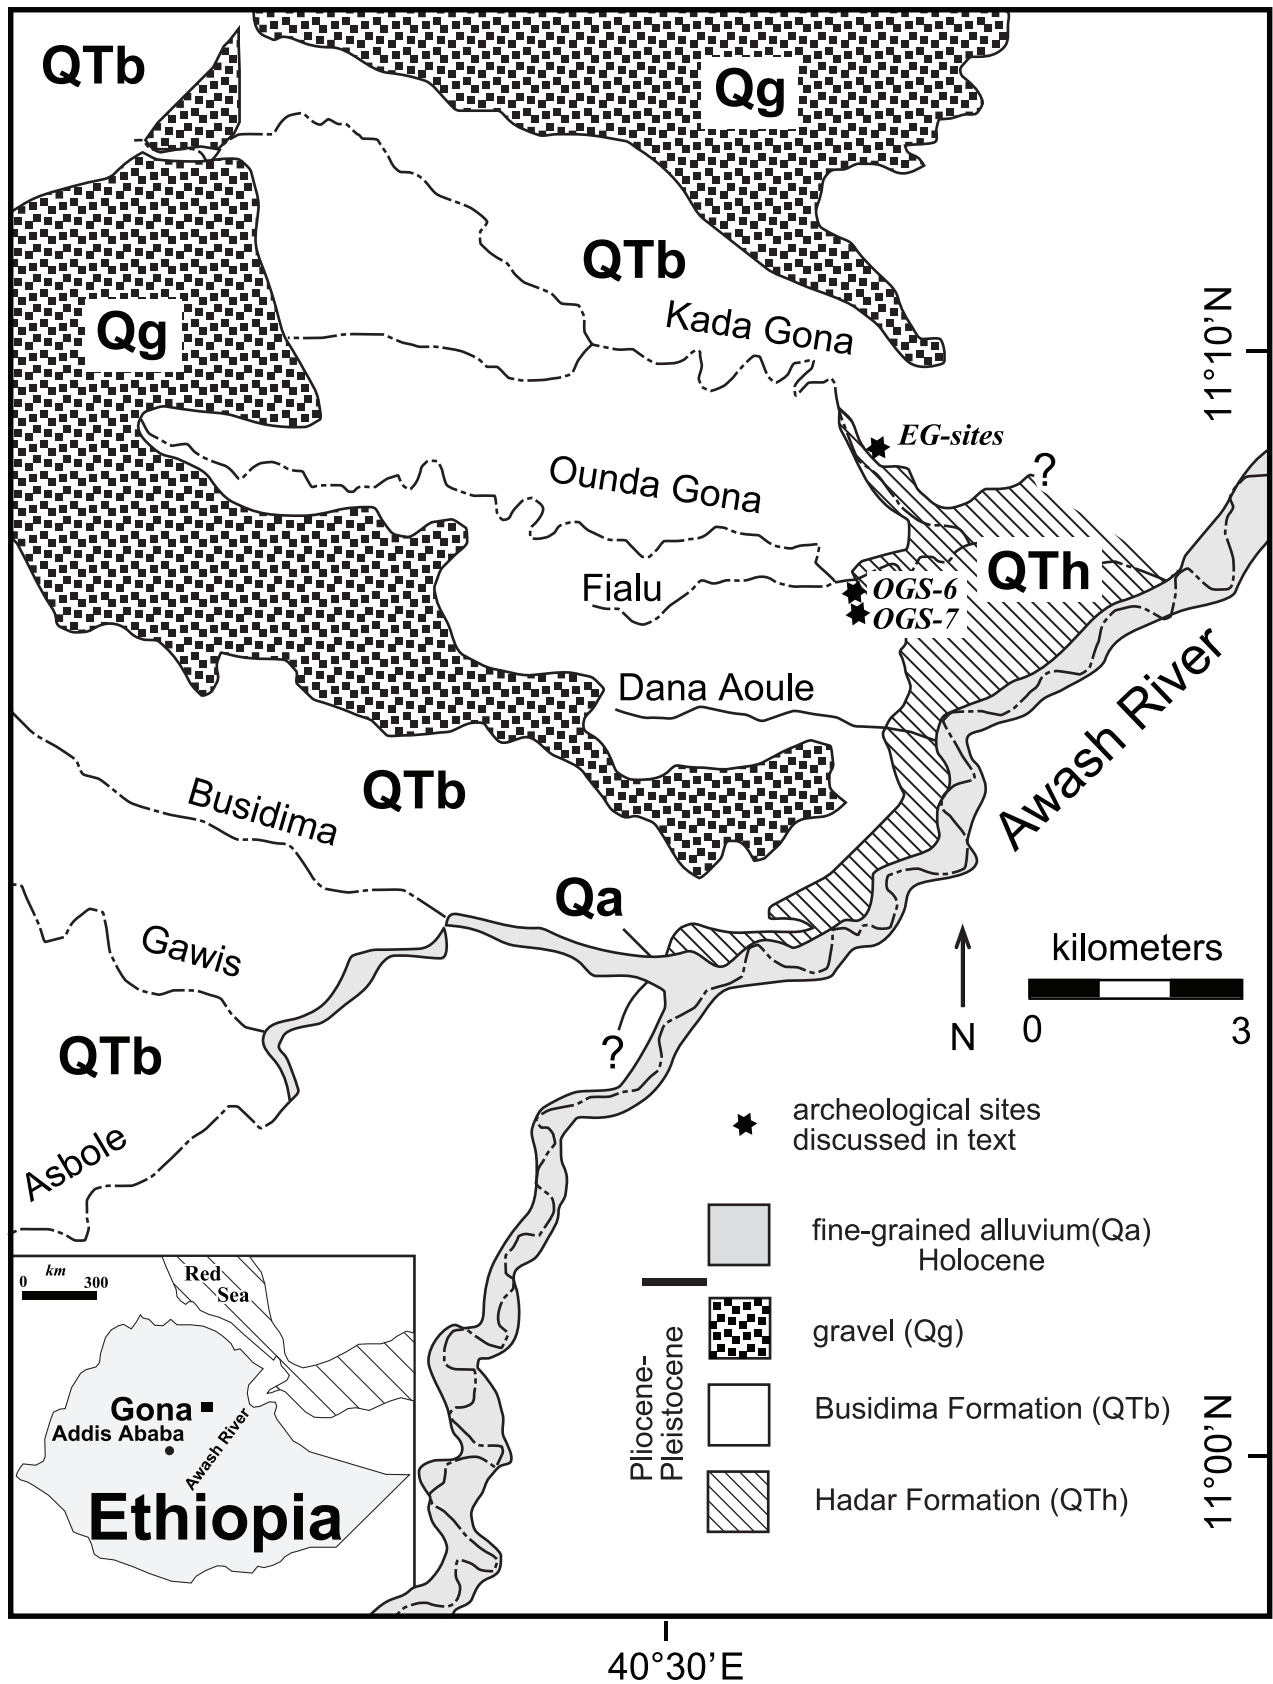 QTb
Qg
QTb
Kada Gona
Qg
11°10'N
EG-sites
?
Ounda Gona
QTh
Fialu
OGS-6
OGS-7
Dana Aoule
Awash River
QTb
Busidima
Qa
Gawis
kilometers
0 3
N
QTb
?
Asbole
archeological sites
discussed in text
fine-grained alluvium(Qa)
Holocene
gravel (Qg)
Pliocene-
Pleistocene
Busidima Formation (QTb)
Hadar Formation (QTh)
11°00'N
km
0 300
Red
Sea
Gona
Addis Ababa
Awash River
Ethiopia
40°30'E